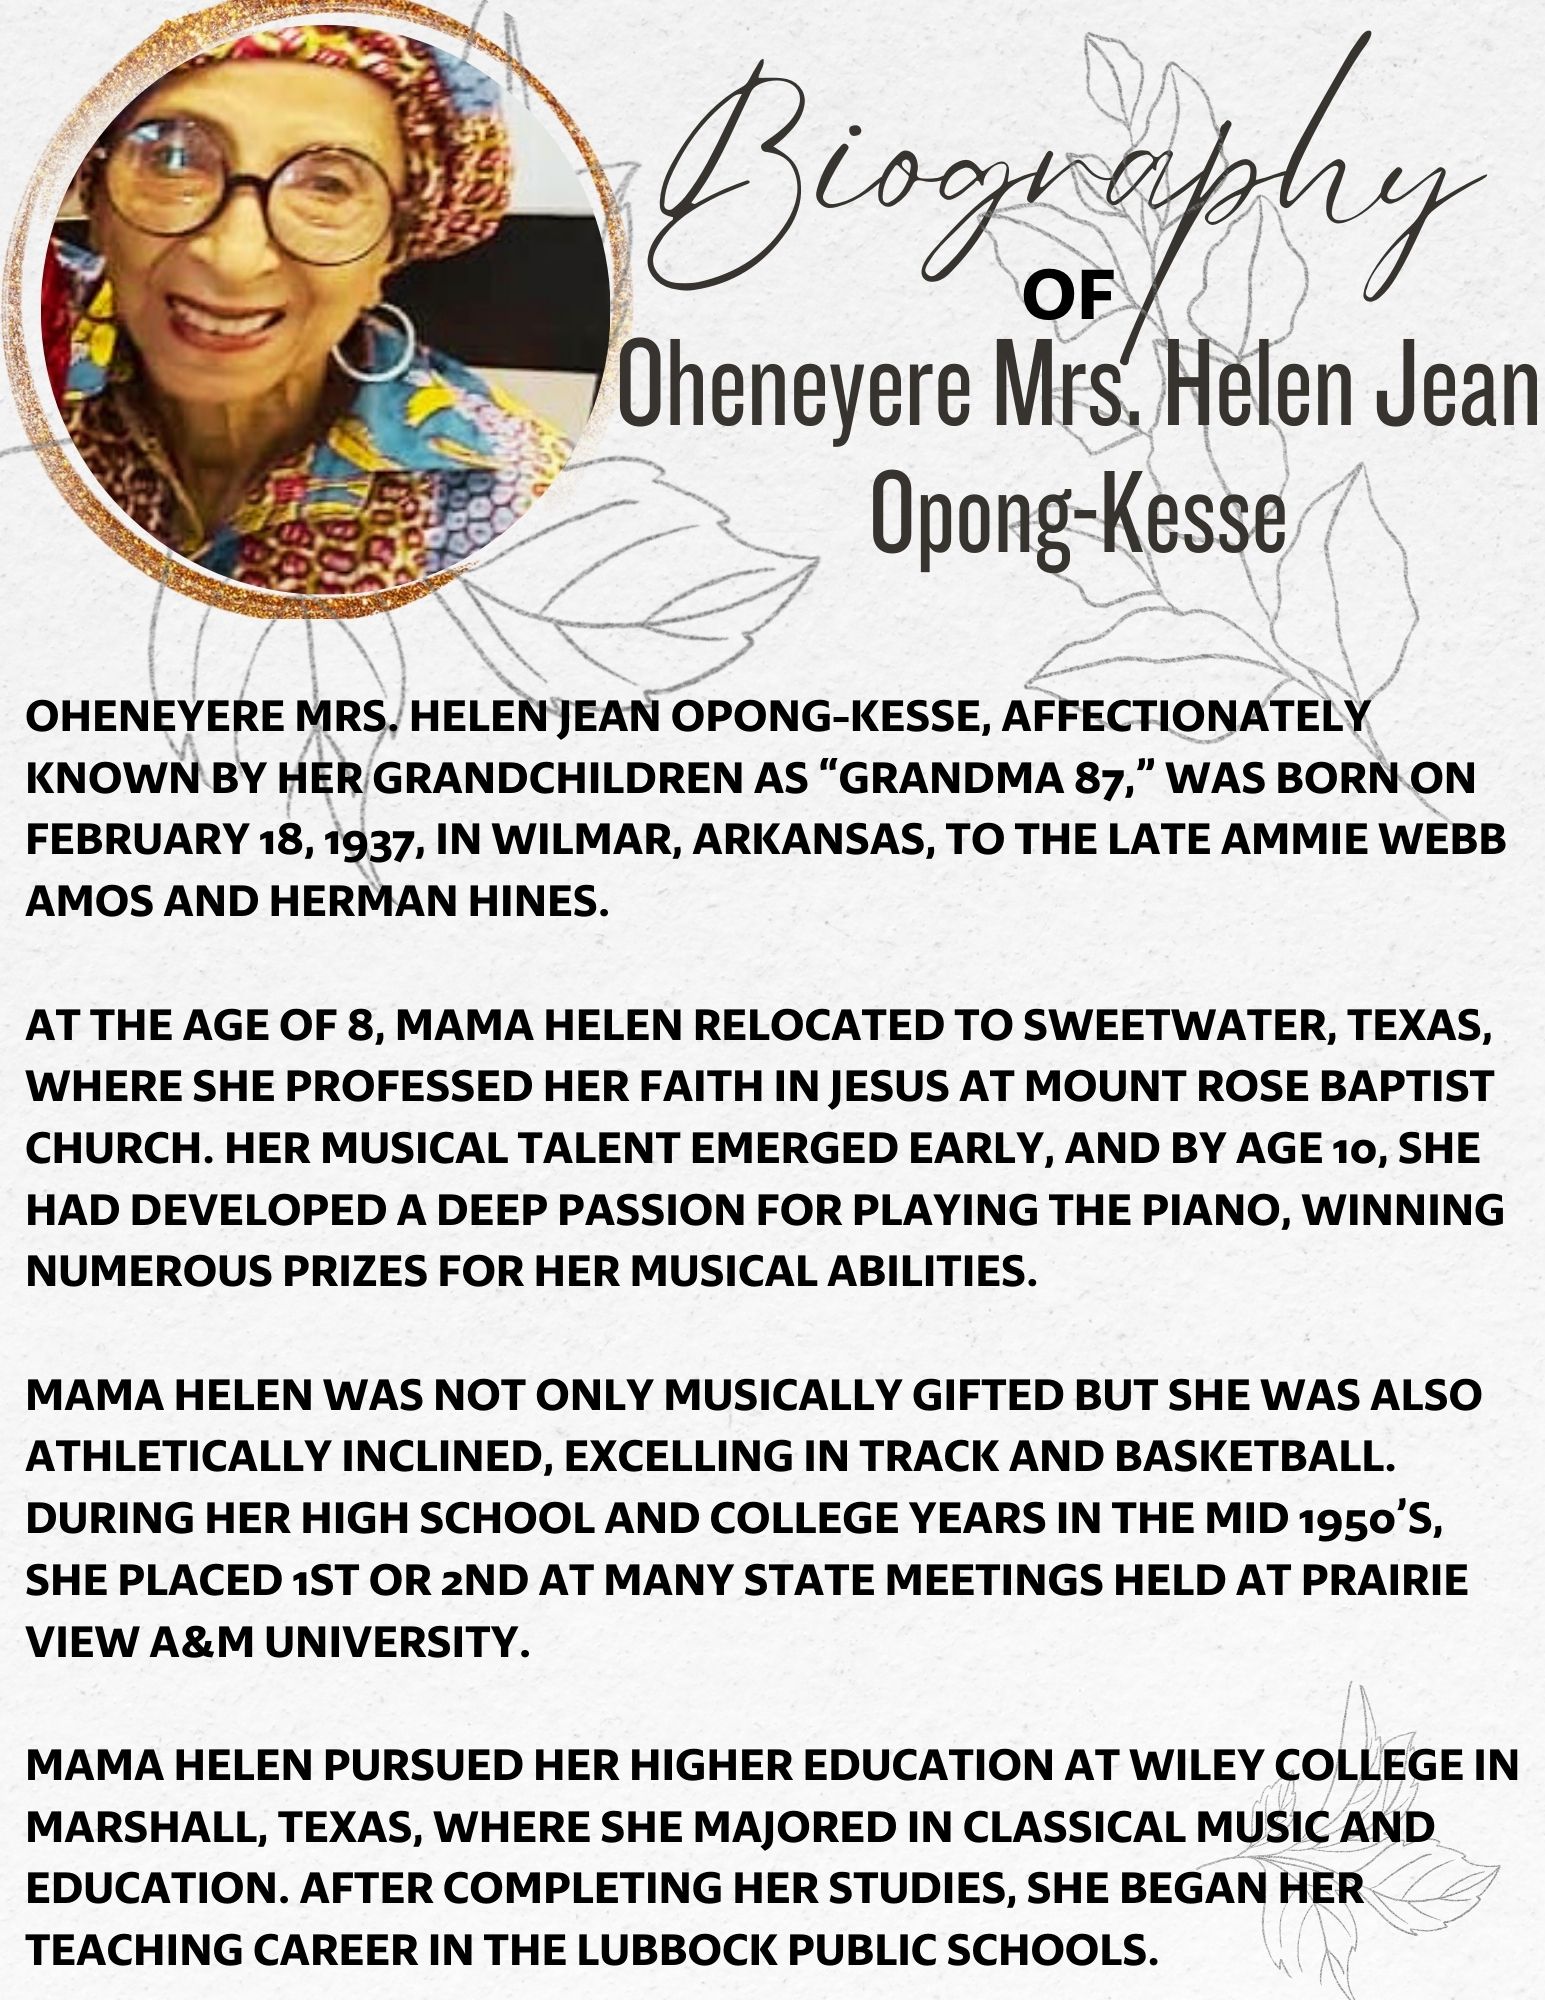 Biography
OF
Oheneyere Mrs. Helen Jean
Opong-Kesse
OHENEYERE MRS. HELEN JEAN OPONG-KESSE, AFFECTIONATELY
KNOWN BY HER GRANDCHILDREN AS “GRANDMA 87,” WAS BORN ON
FEBRUARY 18, 1937, IN WILMAR, ARKANSAS, TO THE LATE AMMIE WEBB
AMOS AND HERMAN HINES.
AT THE AGE OF 8, MAMA HELEN RELOCATED TO SWEETWATER, TEXAS,
WHERE SHE PROFESSED HER FAITH IN JESUS AT MOUNT ROSE BAPTIST
CHURCH. HER MUSICAL TALENT EMERGED EARLY, AND BY AGE 10, SHE
HAD DEVELOPED A DEEP PASSION FOR PLAYING THE PIANO, WINNING
NUMEROUS PRIZES FOR HER MUSICAL ABILITIES.
MAMA HELEN WAS NOT ONLY MUSICALLY GIFTED BUT SHE WAS ALSO
ATHLETICALLY INCLINED, EXCELLING IN TRACK AND BASKETBALL.
DURING HER HIGH SCHOOL AND COLLEGE YEARS IN THE MID 1950’S,
SHE PLACED 1ST OR 2ND AT MANY STATE MEETINGS HELD AT PRAIRIE
VIEW A&M UNIVERSITY.
MAMA HELEN PURSUED HER HIGHER EDUCATION AT WILEY COLLEGE IN
MARSHALL, TEXAS, WHERE SHE MAJORED IN CLASSICAL MUSIC AND
EDUCATION. AFTER COMPLETING HER STUDIES, SHE BEGAN HER
TEACHING CAREER IN THE LUBBOCK PUBLIC SCHOOLS.